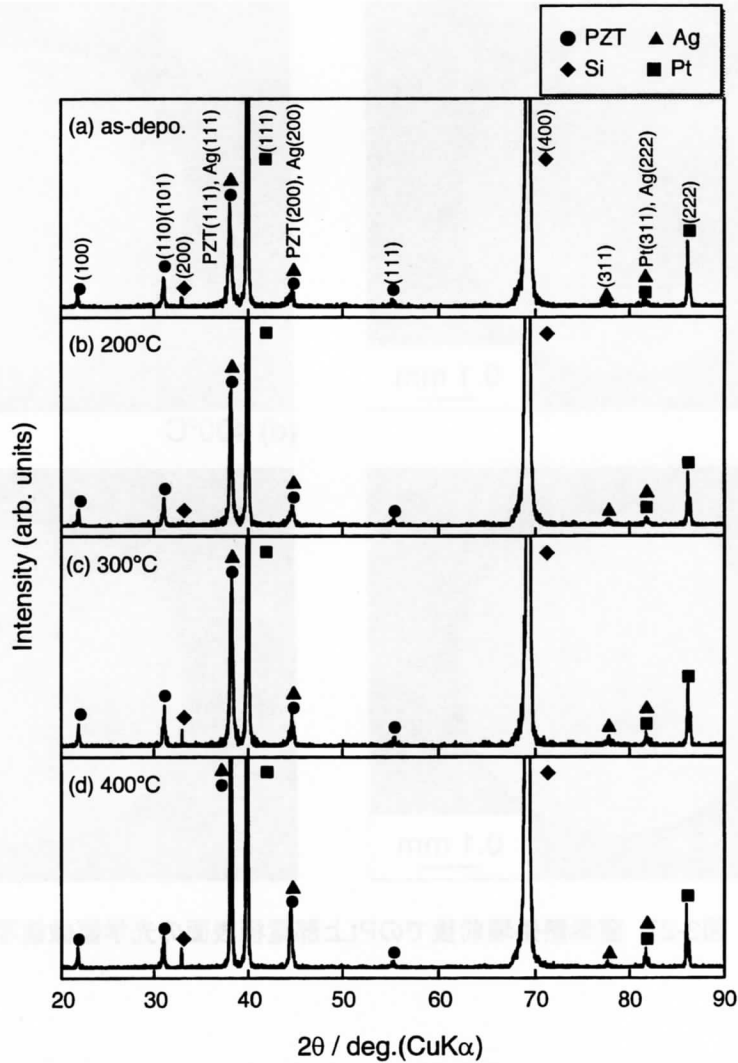 ● PZT ▲ Ag
◆ Si ■ Pt
(a) as-depo.
(100)
(110)(101)
(200)
PZT(111), Ag(111)
(111)
PZT(200), Ag(200)
(111)
(400)
(311)
Pt(311), Ag(222)
(222)
(b) 200°C
(c) 300°C
(d) 400°C
Intensity (arb. units)
20 30 40 50 60 70 80 90
2θ / deg.(CuKα)
0.1 mm
0.1 mm